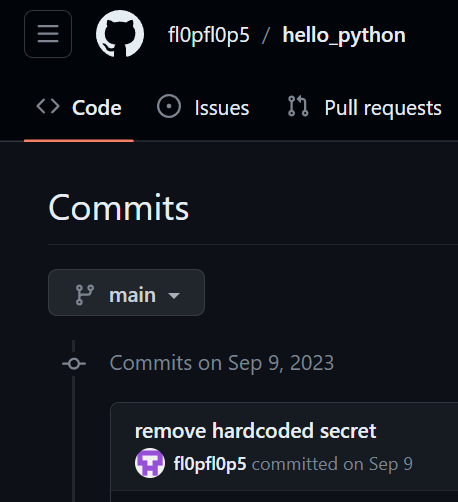 fl0pfl0p5 / hello_python
Code Issues Pull requests
Commits
main
Commits on Sep 9, 2023
remove hardcoded secret
fl0pfl0p5 committed on Sep 9